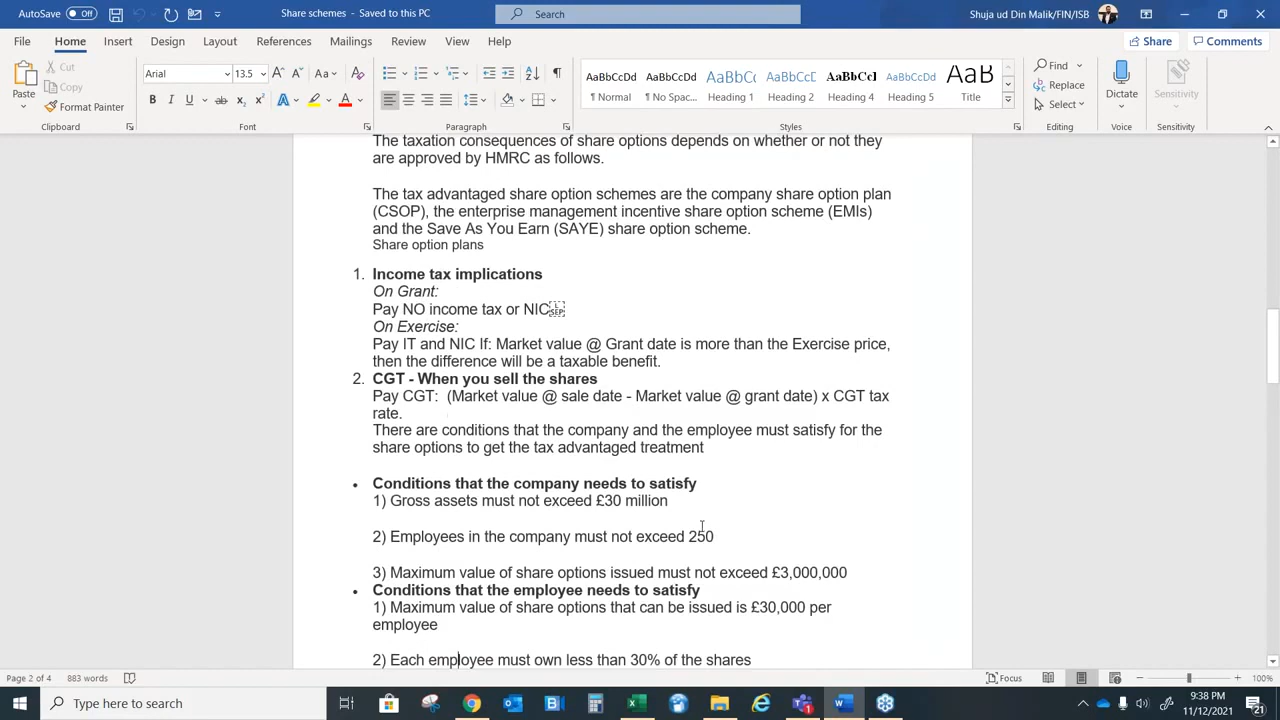 AutoSave Off
Share schemes - Saved to this PC
Search
Shuja ud Din Malik/FIN/ISB
File Home Insert Draw Design Layout References Mailings Review View Help
Share Comments
Paste
Cut
Copy
Format Painter
Clipboard
Arial 13.5
Font
Paragraph
AaBbCcDd AaBbCcDd AaBbC AaBbCcD AaBbCcI AaBbCcDd AaB
¶ Normal ¶ No Spac... Heading 1 Heading 2 Heading 4 Heading 5 Title
Styles
Find
Replace
Select
Editing
Dictate
Voice
Sensitivity
Sensitivity
The taxation consequences of share options depends on whether or not they
are approved by HMRC as follows.
The tax advantaged share option schemes are the company share option plan
(CSOP), the enterprise management incentive share option scheme (EMIs)
and the Save As You Earn (SAYE) share option scheme.
Share option plans
1. Income tax implications
On Grant:
Pay NO income tax or NIC
On Exercise:
Pay IT and NIC If: Market value @ Grant date is more than the Exercise price,
then the difference will be a taxable benefit.
2. CGT - When you sell the shares
Pay CGT: (Market value @ sale date - Market value @ grant date) x CGT tax
rate.
There are conditions that the company and the employee must satisfy for the
share options to get the tax advantaged treatment
• Conditions that the company needs to satisfy
1) Gross assets must not exceed £30 million
2) Employees in the company must not exceed 250
3) Maximum value of share options issued must not exceed £3,000,000
• Conditions that the employee needs to satisfy
1) Maximum value of share options that can be issued is £30,000 per
employee
2) Each employee must own less than 30% of the shares
Page 2 of 4 883 words
Focus
100%
Type here to search
9:38 PM
11/12/2021
21